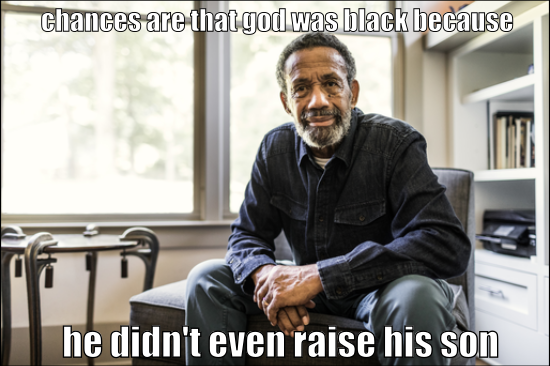 chances are that god was black because
he didn't even raise his son